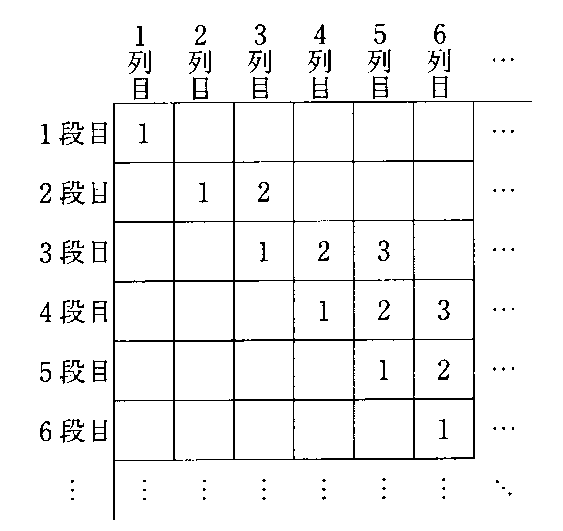 1列目 2列目 3列目 4列目 5列目 6列目 …
1段目 1 …
2段目 1 2 …
3段目 1 2 3 …
4段目 1 2 3 …
5段目 1 2 …
6段目 1 …
⋮ ⋮ ⋮ ⋮ ⋮ ⋮ ⋮ ⋱